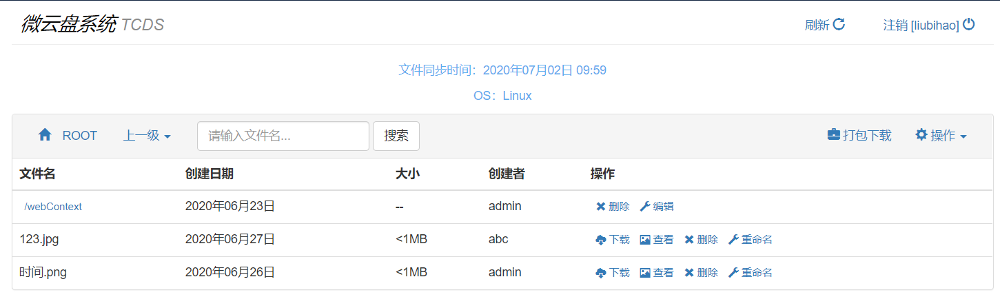 微云盘系统 TCDS 刷新 注销 [liubihao]
文件同步时间：2020年07月02日 09:59
OS：Linux
ROOT 上一级 请输入文件名... 搜索 打包下载 操作
文件名 创建日期 大小 创建者 操作
/webContext 2020年06月23日 -- admin 删除 编辑
123.jpg 2020年06月27日 <1MB abc 下载 查看 删除 重命名
时间.png 2020年06月26日 <1MB admin 下载 查看 删除 重命名